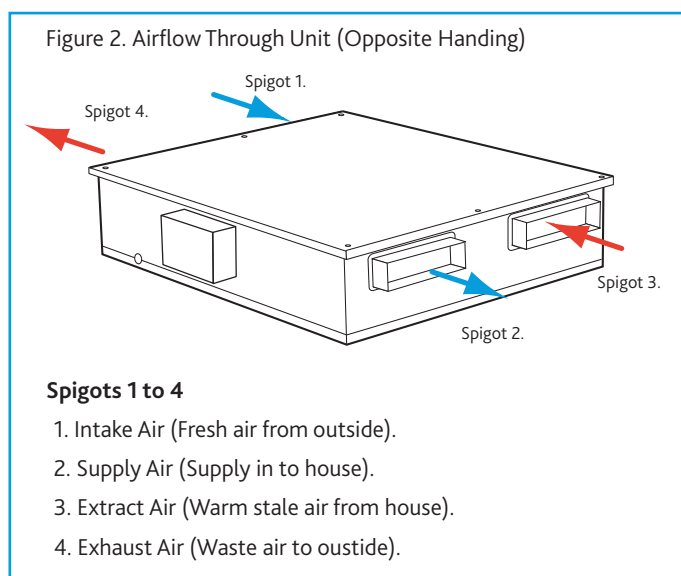 Figure 2. Airflow Through Unit (Opposite Handing)
Spigot 1.
Spigot 4.
Spigot 3.
Spigot 2.
Spigots 1 to 4
1. Intake Air (Fresh air from outside).
2. Supply Air (Supply in to house).
3. Extract Air (Warm stale air from house).
4. Exhaust Air (Waste air to oustide).